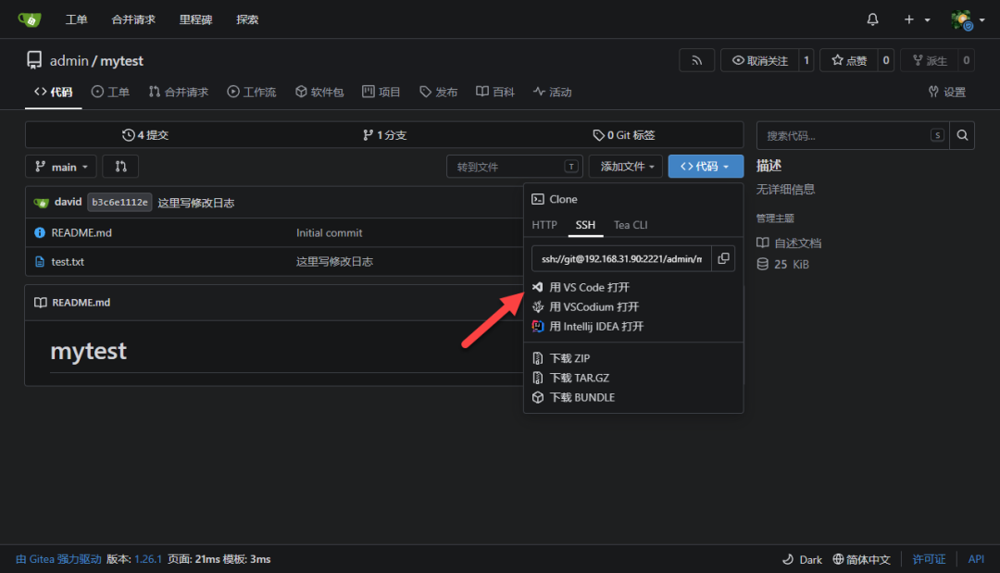 工单 合并请求 里程碑 探索
admin / mytest 取消关注 1 点赞 0 派生 0
代码 工单 合并请求 工作流 软件包 项目 发布 百科 活动 设置
4 提交 1 分支 0 Git 标签 搜索代码... S
main 转到文件 T 添加文件 代码 描述
david b3c6e1112e 这里写修改日志 Clone 无详细信息
HTTP SSH Tea CLI 管理主题
README.md Initial commit 自述文档
test.txt 这里写修改日志 ssh://git@192.168.31.90:2221/admin/m 25 KiB
用 VS Code 打开
README.md 用 VSCodium 打开
用 Intellij IDEA 打开
mytest 下载 ZIP
下载 TAR.GZ
下载 BUNDLE
由 Gitea 强力驱动 版本: 1.26.1 页面: 21ms 模板: 3ms Dark 简体中文 许可证 API